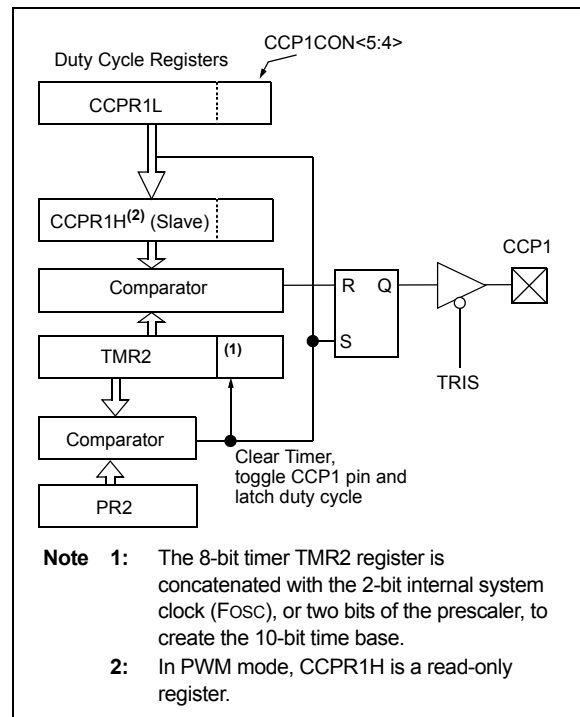 CCP1CON<5:4>
Duty Cycle Registers
CCPR1L
CCPR1H(2) (Slave)
CCP1
Comparator
R Q
TMR2 (1)
S
TRIS
Comparator
Clear Timer,
toggle CCP1 pin and
latch duty cycle
PR2
Note 1: The 8-bit timer TMR2 register is
concatenated with the 2-bit internal system
clock (FOSC), or two bits of the prescaler, to
create the 10-bit time base.
2: In PWM mode, CCPR1H is a read-only
register.